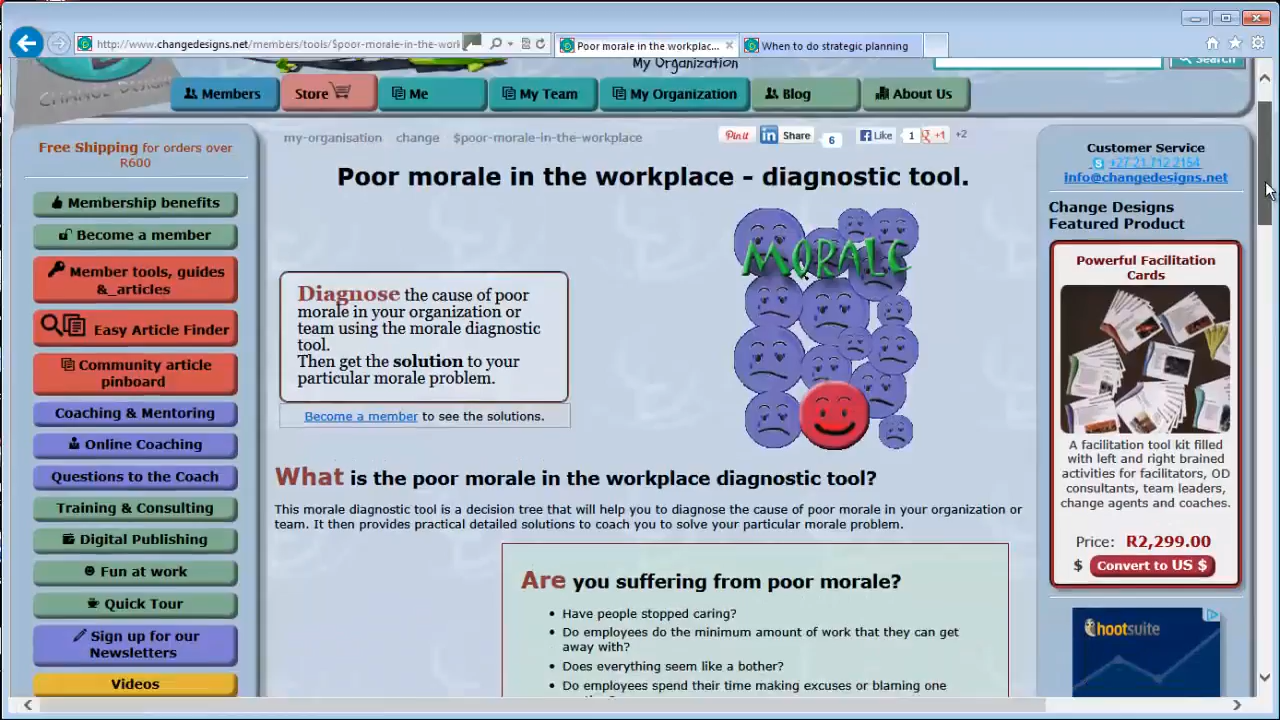 http://www.changedesigns.net/members/tools/$poor-morale-in-the-work
Poor morale in the workplac...
When to do strategic planning
CHANGE DESIGNS
My Organization
Search
Members
Store
Me
My Team
My Organization
Blog
About Us
my-organisation change $poor-morale-in-the-workplace
Pin it
Share
6
Like
1
+1
+2
Free Shipping for orders over
R600
Membership benefits
Become a member
Member tools, guides
&_articles
Easy Article Finder
Community article
pinboard
Coaching & Mentoring
Online Coaching
Questions to the Coach
Training & Consulting
Digital Publishing
Fun at work
Quick Tour
Sign up for our
Newsletters
Videos
Poor morale in the workplace - diagnostic tool.
Diagnose the cause of poor
morale in your organization or
team using the morale diagnostic
tool.
Then get the solution to your
particular morale problem.
Become a member to see the solutions.
MORALE
What is the poor morale in the workplace diagnostic tool?
This morale diagnostic tool is a decision tree that will help you to diagnose the cause of poor morale in your organization or
team. It then provides practical detailed solutions to coach you to solve your particular morale problem.
Are you suffering from poor morale?
• Have people stopped caring?
• Do employees do the minimum amount of work that they can get
away with?
• Does everything seem like a bother?
• Do employees spend their time making excuses or blaming one
Customer Service
+27 21 712 2154
info@changedesigns.net
Change Designs
Featured Product
Powerful Facilitation
Cards
A facilitation tool kit filled
with left and right brained
activities for facilitators, OD
consultants, team leaders,
change agents and coaches.
Price: R2,299.00
$ Convert to US $
hootsuite